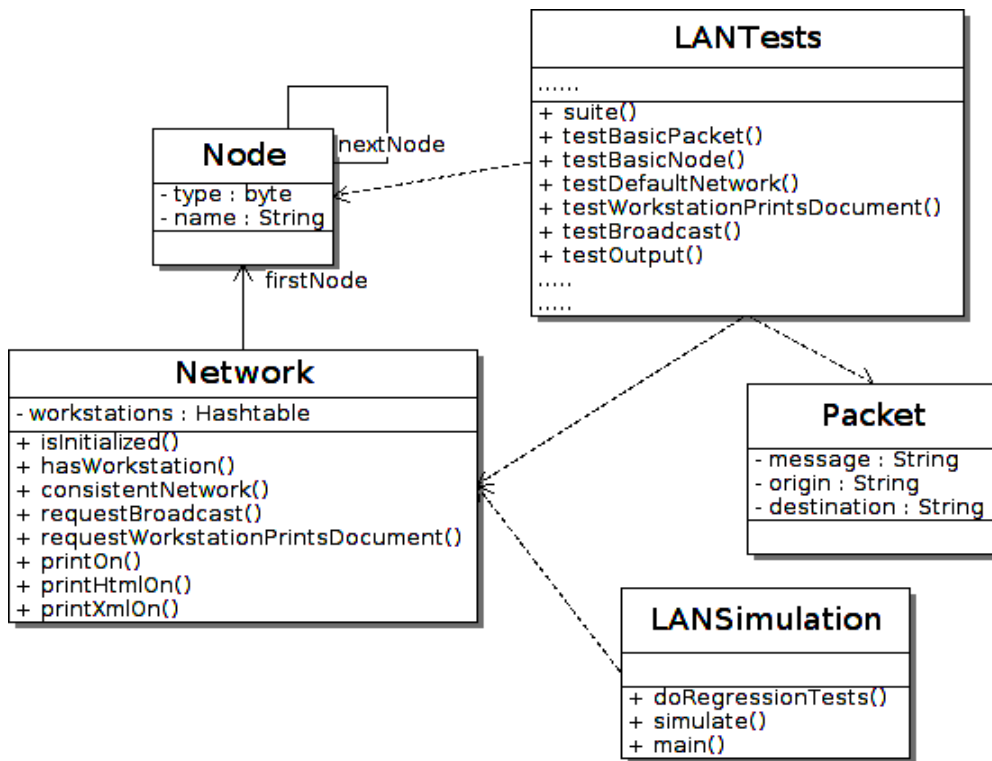 LANTests
......
+ suite()
+ testBasicPacket()
+ testBasicNode()
+ testDefaultNetwork()
+ testWorkstationPrintsDocument()
+ testBroadcast()
+ testOutput()
.....
.....
nextNode
Node
- type : byte
- name : String
firstNode
Network
- workstations : Hashtable
+ isInitialized()
+ hasWorkstation()
+ consistentNetwork()
+ requestBroadcast()
+ requestWorkstationPrintsDocument()
+ printOn()
+ printHtmlOn()
+ printXmlOn()
Packet
- message : String
- origin : String
- destination : String
LANSimulation
+ doRegressionTests()
+ simulate()
+ main()